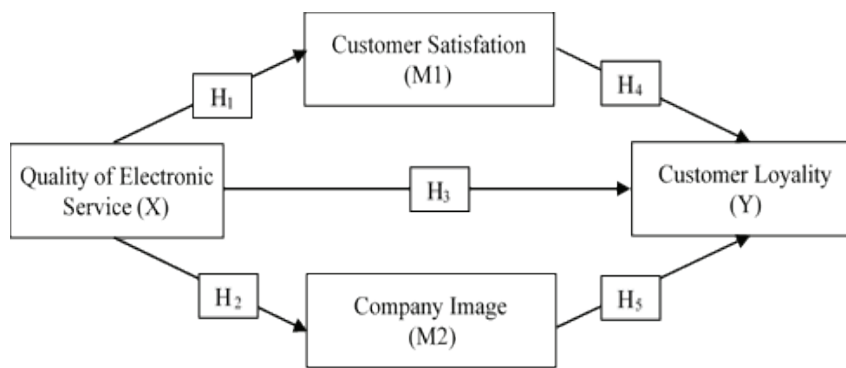 Customer Satisfation
(M1)
H₁
H₄
Quality of Electronic
Service (X)
H₃
Customer Loyality
(Y)
H₂
Company Image
(M2)
H₅